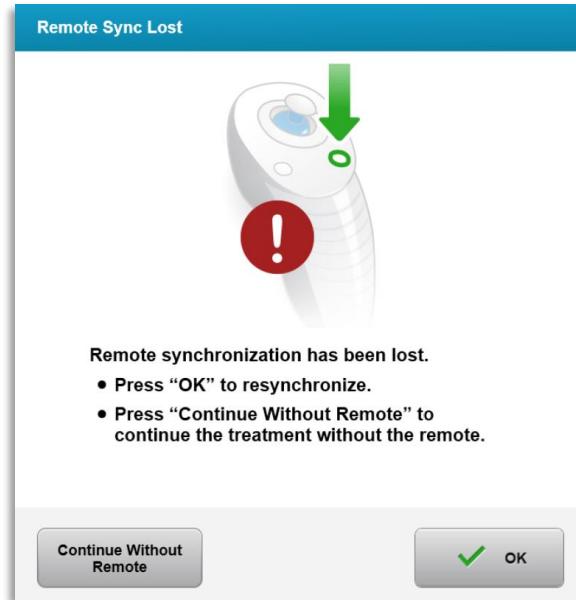 Remote Sync Lost
Remote synchronization has been lost.
• Press “OK” to resynchronize.
• Press “Continue Without Remote” to
continue the treatment without the remote.
Continue Without
Remote
OK